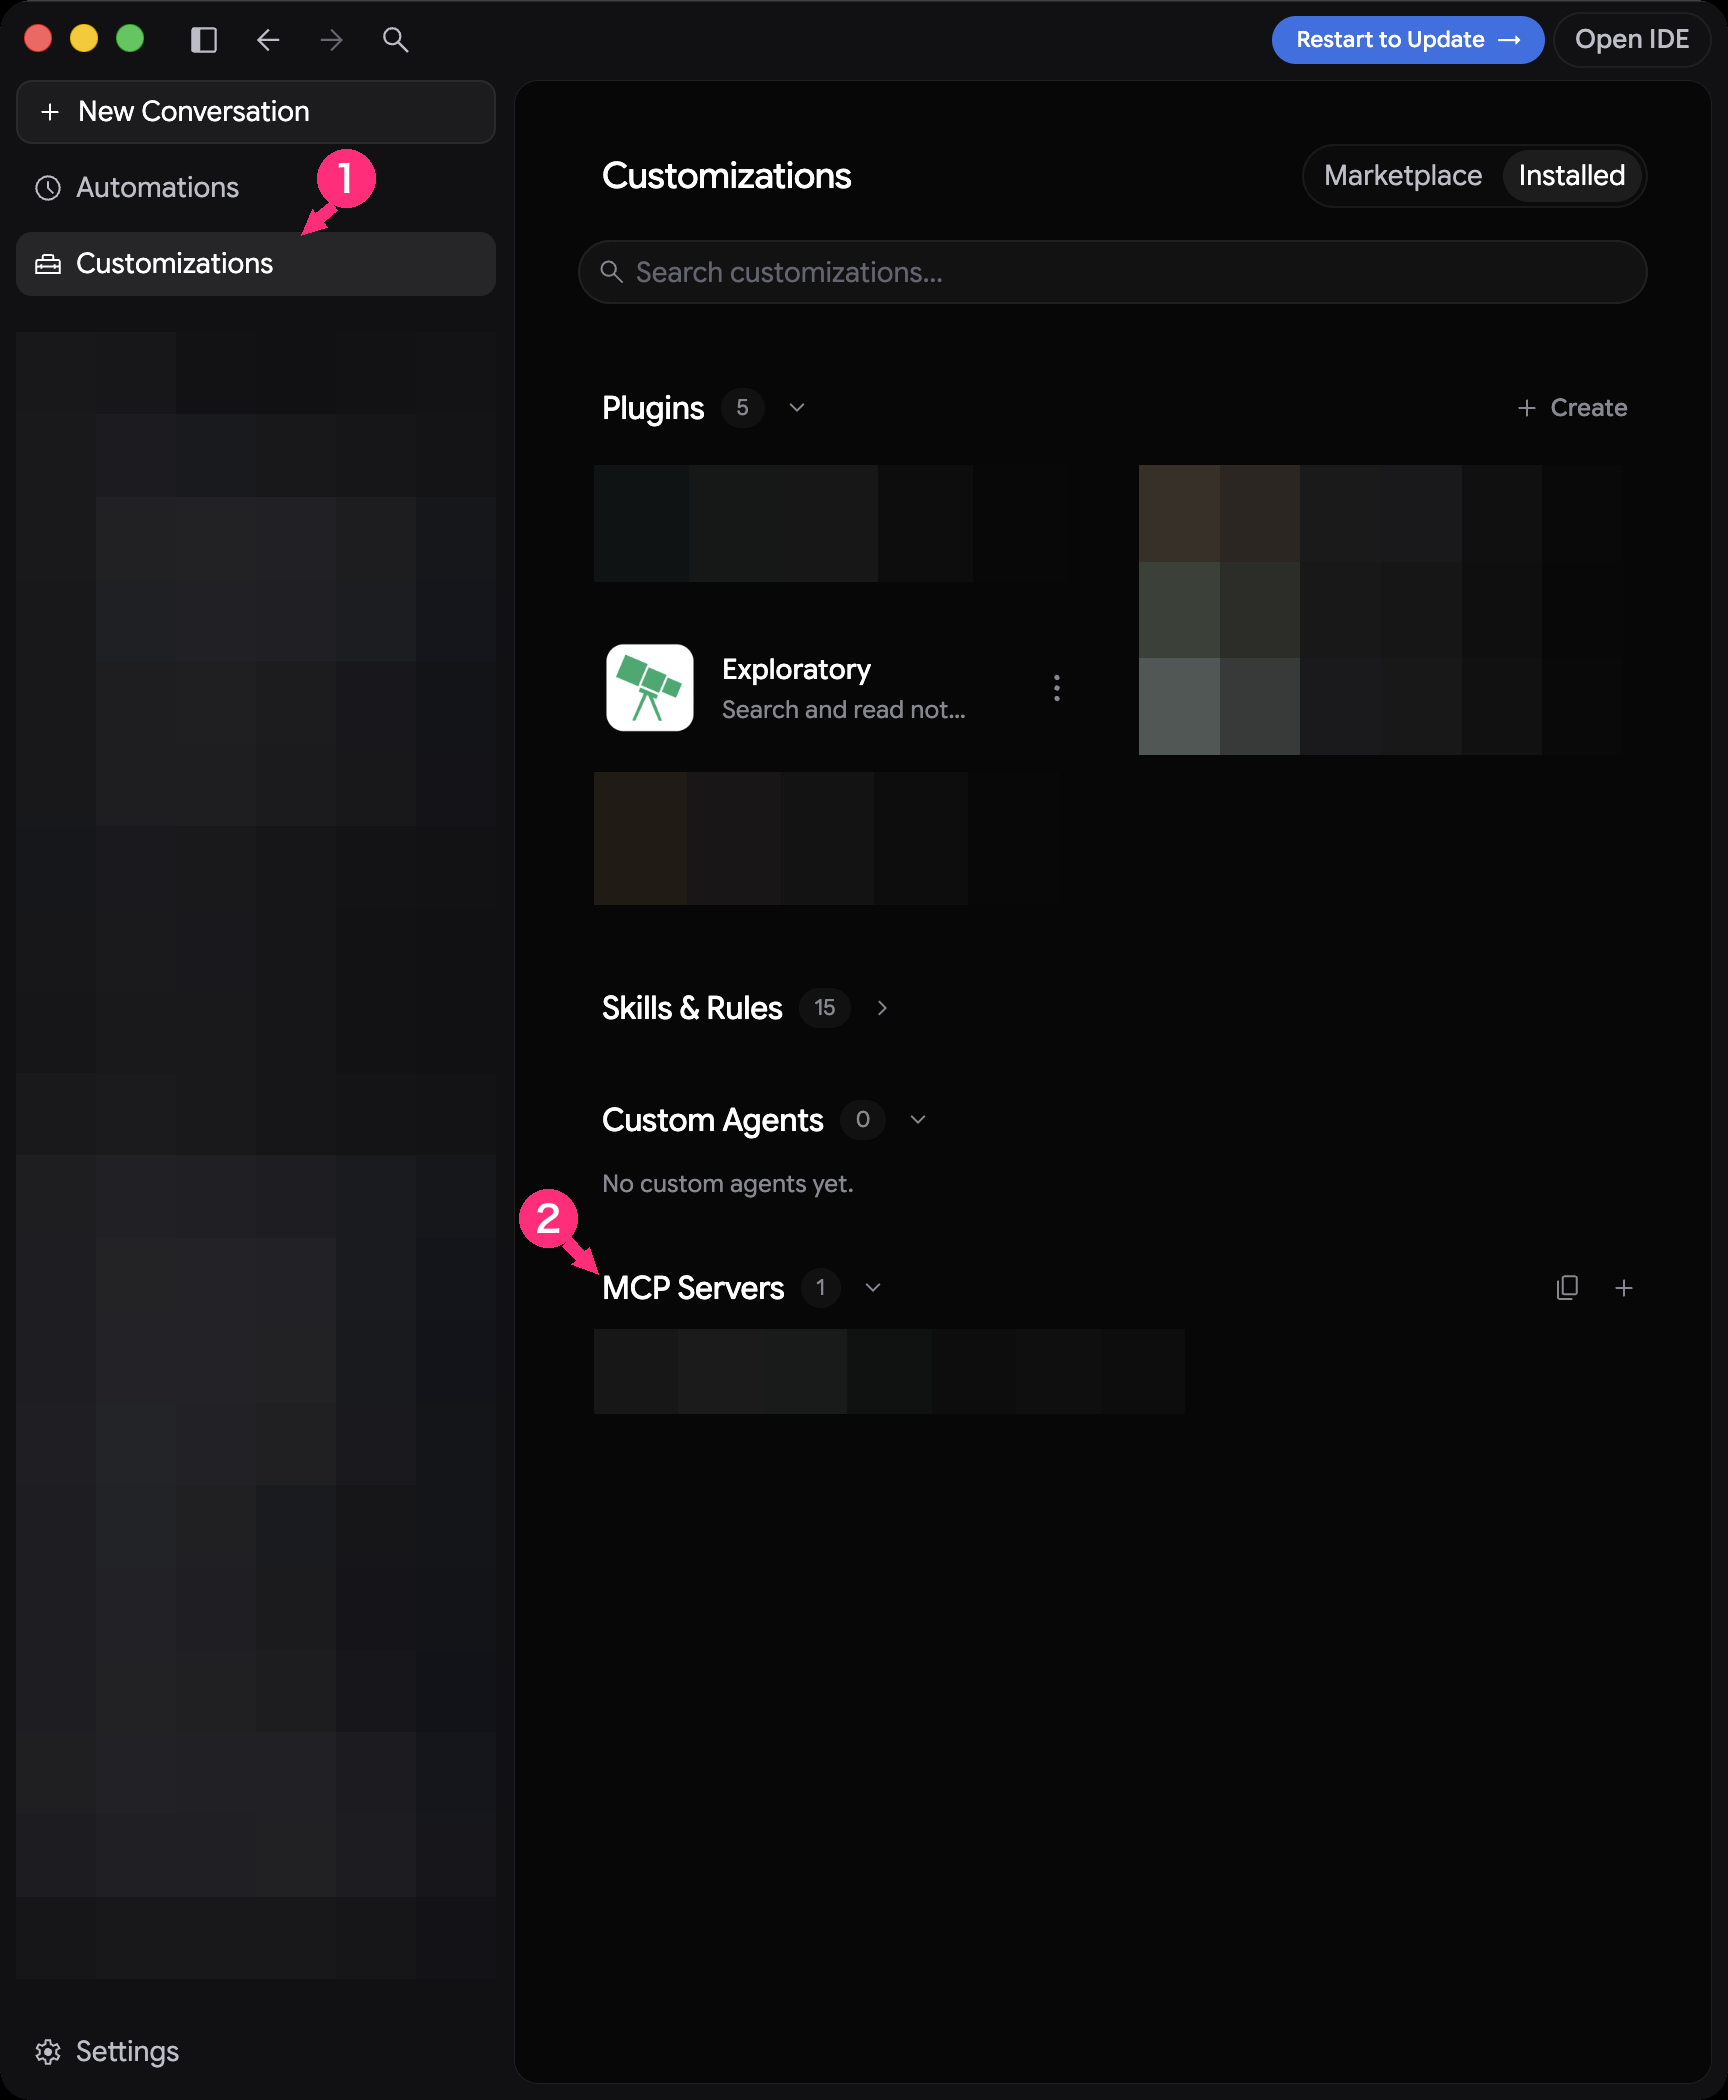 Restart to Update →
Open IDE
+ New Conversation
Automations
1
Customizations
Customizations
Marketplace
Installed
Search customizations...
Plugins 5
+ Create
Exploratory
Search and read not...
Skills & Rules 15
Custom Agents 0
No custom agents yet.
2
MCP Servers 1
+
Settings